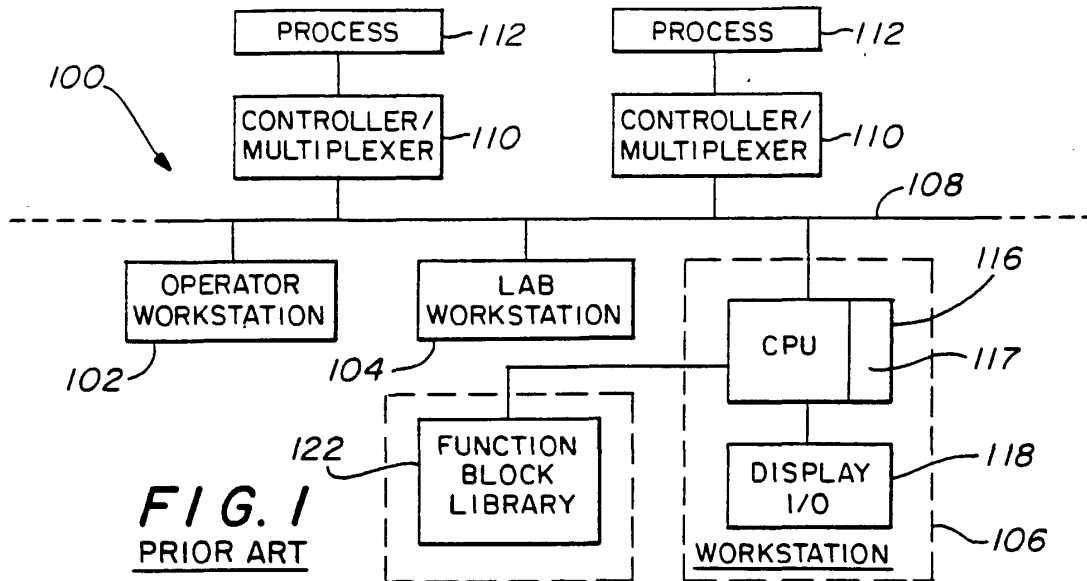 PROCESS
112
PROCESS
112
100
CONTROLLER/
MULTIPLEXER
110
CONTROLLER/
MULTIPLEXER
110
108
OPERATOR
WORKSTATION
102
LAB
WORKSTATION
104
116
CPU
117
122
FUNCTION
BLOCK
LIBRARY
DISPLAY
I/O
118
WORKSTATION
106
FIG. 1
PRIOR ART